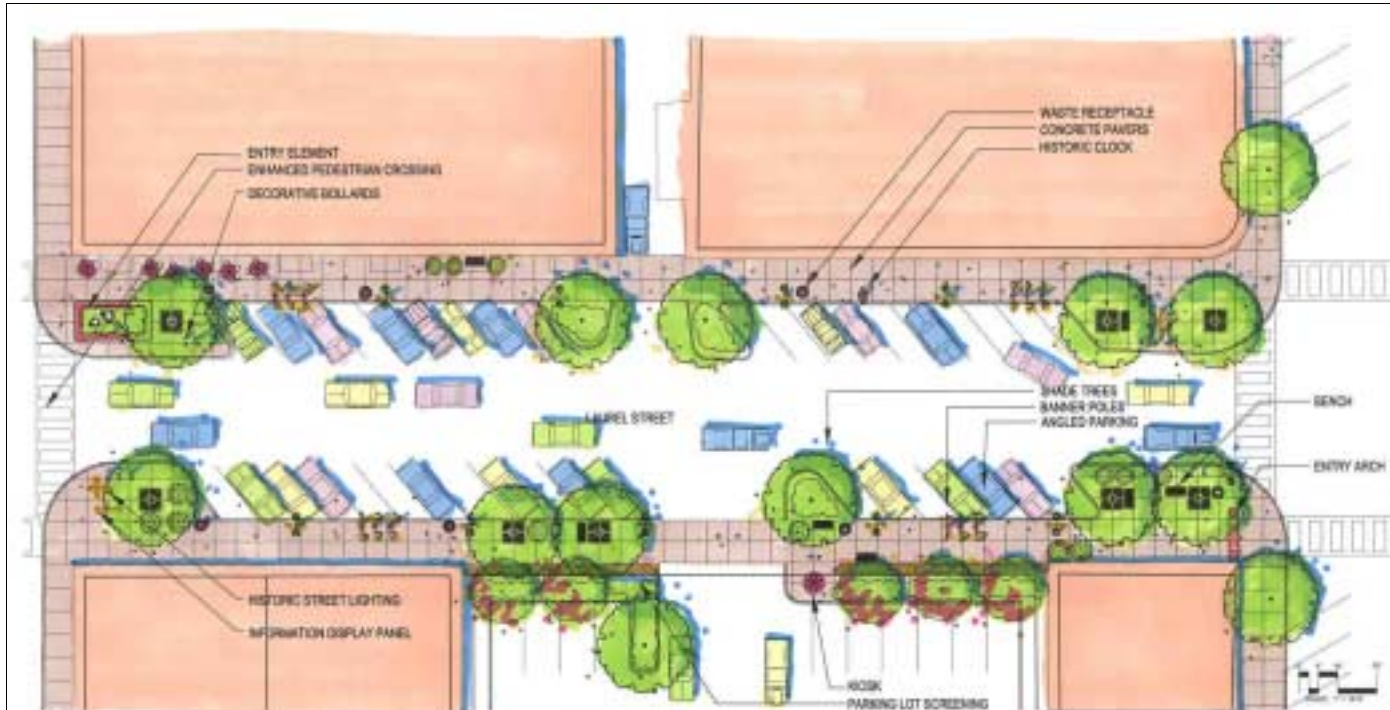 ENTRY ELEMENT
ENHANCED PEDESTRIAN CROSSING
DECORATIVE BOLLARDS
WASTE RECEPTACLE
CONCRETE PAVERS
HISTORIC CLOCK
SHADE TREES
BANNER POLES
ANGLED PARKING
LAUREL STREET
BENCH
ENTRY ARCH
HISTORIC STREET LIGHTING
INFORMATION DISPLAY PANEL
KIOSK
PARKING LOT SCREENING